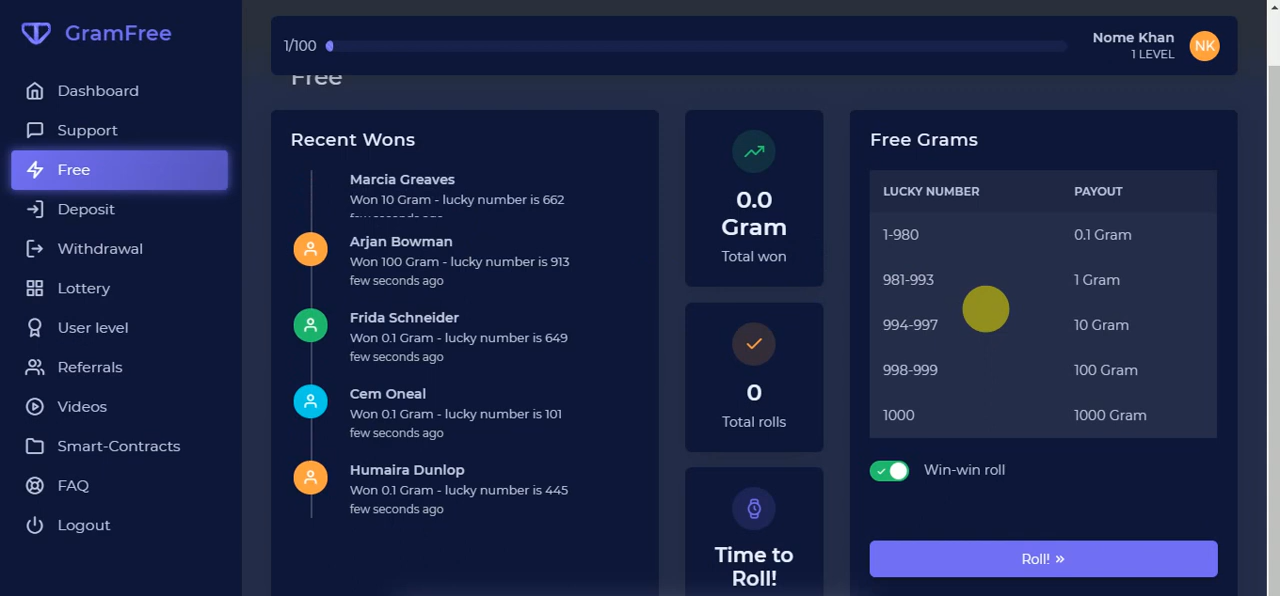 GramFree
Dashboard
Support
Free
Deposit
Withdrawal
Lottery
User level
Referrals
Videos
Smart-Contracts
FAQ
Logout
1/100
Nome Khan
1 LEVEL
NK
Free
Recent Wons
Marcia Greaves
Won 10 Gram - lucky number is 662
few seconds ago
Arjan Bowman
Won 100 Gram - lucky number is 913
few seconds ago
Frida Schneider
Won 0.1 Gram - lucky number is 649
few seconds ago
Cem Oneal
Won 0.1 Gram - lucky number is 101
few seconds ago
Humaira Dunlop
Won 0.1 Gram - lucky number is 445
few seconds ago
0.0
Gram
Total won
0
Total rolls
Time to
Roll!
Free Grams
LUCKY NUMBER PAYOUT
1-980 0.1 Gram
981-993 1 Gram
994-997 10 Gram
998-999 100 Gram
1000 1000 Gram
Win-win roll
Roll! »